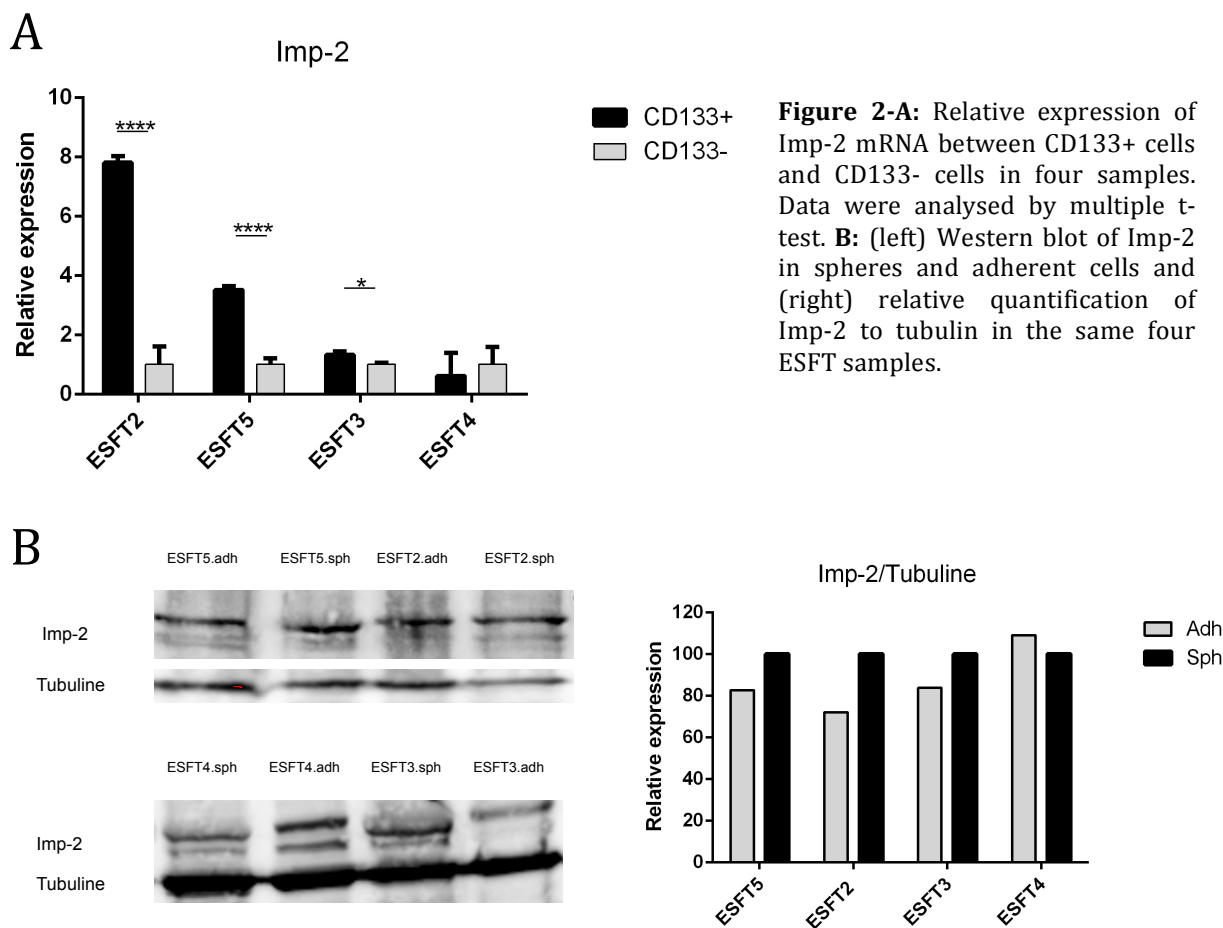 A
Imp-2
Relative expression
10
8
6
4
2
0
****
****
*
ESFT2
ESFT5
ESFT3
ESFT4
CD133+
CD133-
Figure 2-A: Relative expression of
Imp-2 mRNA between CD133+ cells
and CD133- cells in four samples.
Data were analysed by multiple t-
test. B: (left) Western blot of Imp-2
in spheres and adherent cells and
(right) relative quantification of
Imp-2 to tubulin in the same four
ESFT samples.
B
ESFT5.adh ESFT5.sph ESFT2.adh ESFT2.sph
Imp-2
Tubuline
ESFT4.sph ESFT4.adh ESFT3.sph ESFT3.adh
Imp-2
Tubuline
Imp-2/Tubuline
Relative expression
120
100
80
60
40
20
0
ESFT5
ESFT2
ESFT3
ESFT4
Adh
Sph